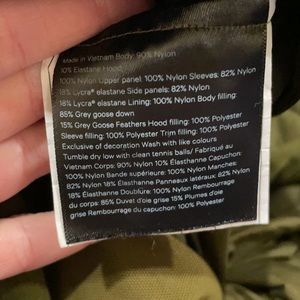 Made in Vietnam Body: 90% Nylon
10% Elastane Hood:
100% Nylon Upper panel: 100% Nylon Sleeves: 82% Nylon
18% Lycra® elastane Side panels: 82% Nylon
18% Lycra® elastane Lining: 100% Nylon Body filling:
85% Grey goose down
15% Grey Goose Feathers Hood filling: 100% Polyester
Sleeve filling: 100% Polyester Trim filling: 100% Polyester
Exclusive of decoration Wash with like colours
Tumble dry low with clean tennis balls/ Fabriqué au
Vietnam Corps: 90% Nylon 10% Élasthanne Capuchon:
100% Nylon Bande supérieure: 100% Nylon Manches:
82% Nylon 18% Élasthanne Panneaux latéraux: 82% Nylon
18% Élasthanne Doublure: 100% Nylon Rembourrage
du corps: 85% Duvet d'oie grise 15% Plumes d'oie
grise Rembourrage du capuchon: 100% Polyester